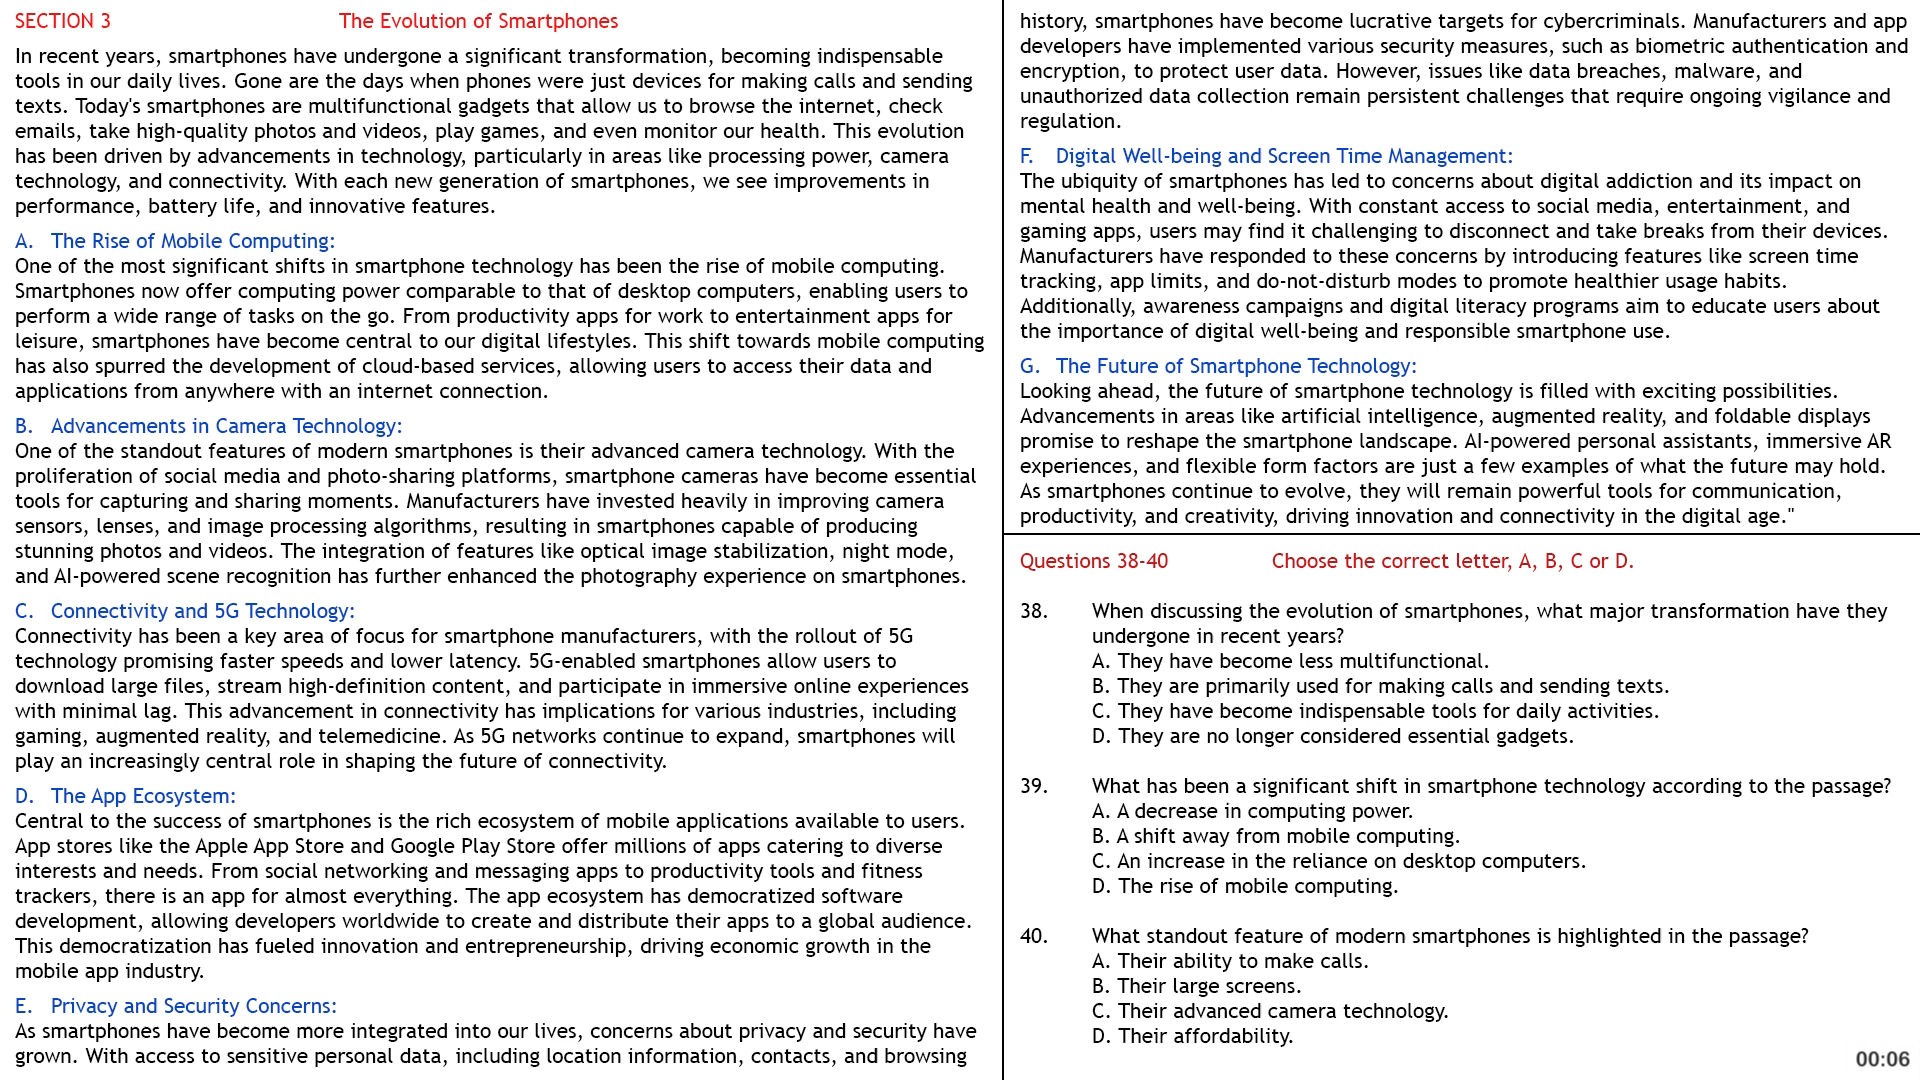 SECTION 3 The Evolution of Smartphones
In recent years, smartphones have undergone a significant transformation, becoming indispensable
tools in our daily lives. Gone are the days when phones were just devices for making calls and sending
texts. Today's smartphones are multifunctional gadgets that allow us to browse the internet, check
emails, take high-quality photos and videos, play games, and even monitor our health. This evolution
has been driven by advancements in technology, particularly in areas like processing power, camera
technology, and connectivity. With each new generation of smartphones, we see improvements in
performance, battery life, and innovative features.
A. The Rise of Mobile Computing:
One of the most significant shifts in smartphone technology has been the rise of mobile computing.
Smartphones now offer computing power comparable to that of desktop computers, enabling users to
perform a wide range of tasks on the go. From productivity apps for work to entertainment apps for
leisure, smartphones have become central to our digital lifestyles. This shift towards mobile computing
has also spurred the development of cloud-based services, allowing users to access their data and
applications from anywhere with an internet connection.
B. Advancements in Camera Technology:
One of the standout features of modern smartphones is their advanced camera technology. With the
proliferation of social media and photo-sharing platforms, smartphone cameras have become essential
tools for capturing and sharing moments. Manufacturers have invested heavily in improving camera
sensors, lenses, and image processing algorithms, resulting in smartphones capable of producing
stunning photos and videos. The integration of features like optical image stabilization, night mode,
and AI-powered scene recognition has further enhanced the photography experience on smartphones.
C. Connectivity and 5G Technology:
Connectivity has been a key area of focus for smartphone manufacturers, with the rollout of 5G
technology promising faster speeds and lower latency. 5G-enabled smartphones allow users to
download large files, stream high-definition content, and participate in immersive online experiences
with minimal lag. This advancement in connectivity has implications for various industries, including
gaming, augmented reality, and telemedicine. As 5G networks continue to expand, smartphones will
play an increasingly central role in shaping the future of connectivity.
D. The App Ecosystem:
Central to the success of smartphones is the rich ecosystem of mobile applications available to users.
App stores like the Apple App Store and Google Play Store offer millions of apps catering to diverse
interests and needs. From social networking and messaging apps to productivity tools and fitness
trackers, there is an app for almost everything. The app ecosystem has democratized software
development, allowing developers worldwide to create and distribute their apps to a global audience.
This democratization has fueled innovation and entrepreneurship, driving economic growth in the
mobile app industry.
E. Privacy and Security Concerns:
As smartphones have become more integrated into our lives, concerns about privacy and security have
grown. With access to sensitive personal data, including location information, contacts, and browsing
history, smartphones have become lucrative targets for cybercriminals. Manufacturers and app
developers have implemented various security measures, such as biometric authentication and
encryption, to protect user data. However, issues like data breaches, malware, and
unauthorized data collection remain persistent challenges that require ongoing vigilance and
regulation.
F. Digital Well-being and Screen Time Management:
The ubiquity of smartphones has led to concerns about digital addiction and its impact on
mental health and well-being. With constant access to social media, entertainment, and
gaming apps, users may find it challenging to disconnect and take breaks from their devices.
Manufacturers have responded to these concerns by introducing features like screen time
tracking, app limits, and do-not-disturb modes to promote healthier usage habits.
Additionally, awareness campaigns and digital literacy programs aim to educate users about
the importance of digital well-being and responsible smartphone use.
G. The Future of Smartphone Technology:
Looking ahead, the future of smartphone technology is filled with exciting possibilities.
Advancements in areas like artificial intelligence, augmented reality, and foldable displays
promise to reshape the smartphone landscape. AI-powered personal assistants, immersive AR
experiences, and flexible form factors are just a few examples of what the future may hold.
As smartphones continue to evolve, they will remain powerful tools for communication,
productivity, and creativity, driving innovation and connectivity in the digital age."
Questions 38-40 Choose the correct letter, A, B, C or D.
38. When discussing the evolution of smartphones, what major transformation have they
undergone in recent years?
A. They have become less multifunctional.
B. They are primarily used for making calls and sending texts.
C. They have become indispensable tools for daily activities.
D. They are no longer considered essential gadgets.
39. What has been a significant shift in smartphone technology according to the passage?
A. A decrease in computing power.
B. A shift away from mobile computing.
C. An increase in the reliance on desktop computers.
D. The rise of mobile computing.
40. What standout feature of modern smartphones is highlighted in the passage?
A. Their ability to make calls.
B. Their large screens.
C. Their advanced camera technology.
D. Their affordability.
00:06